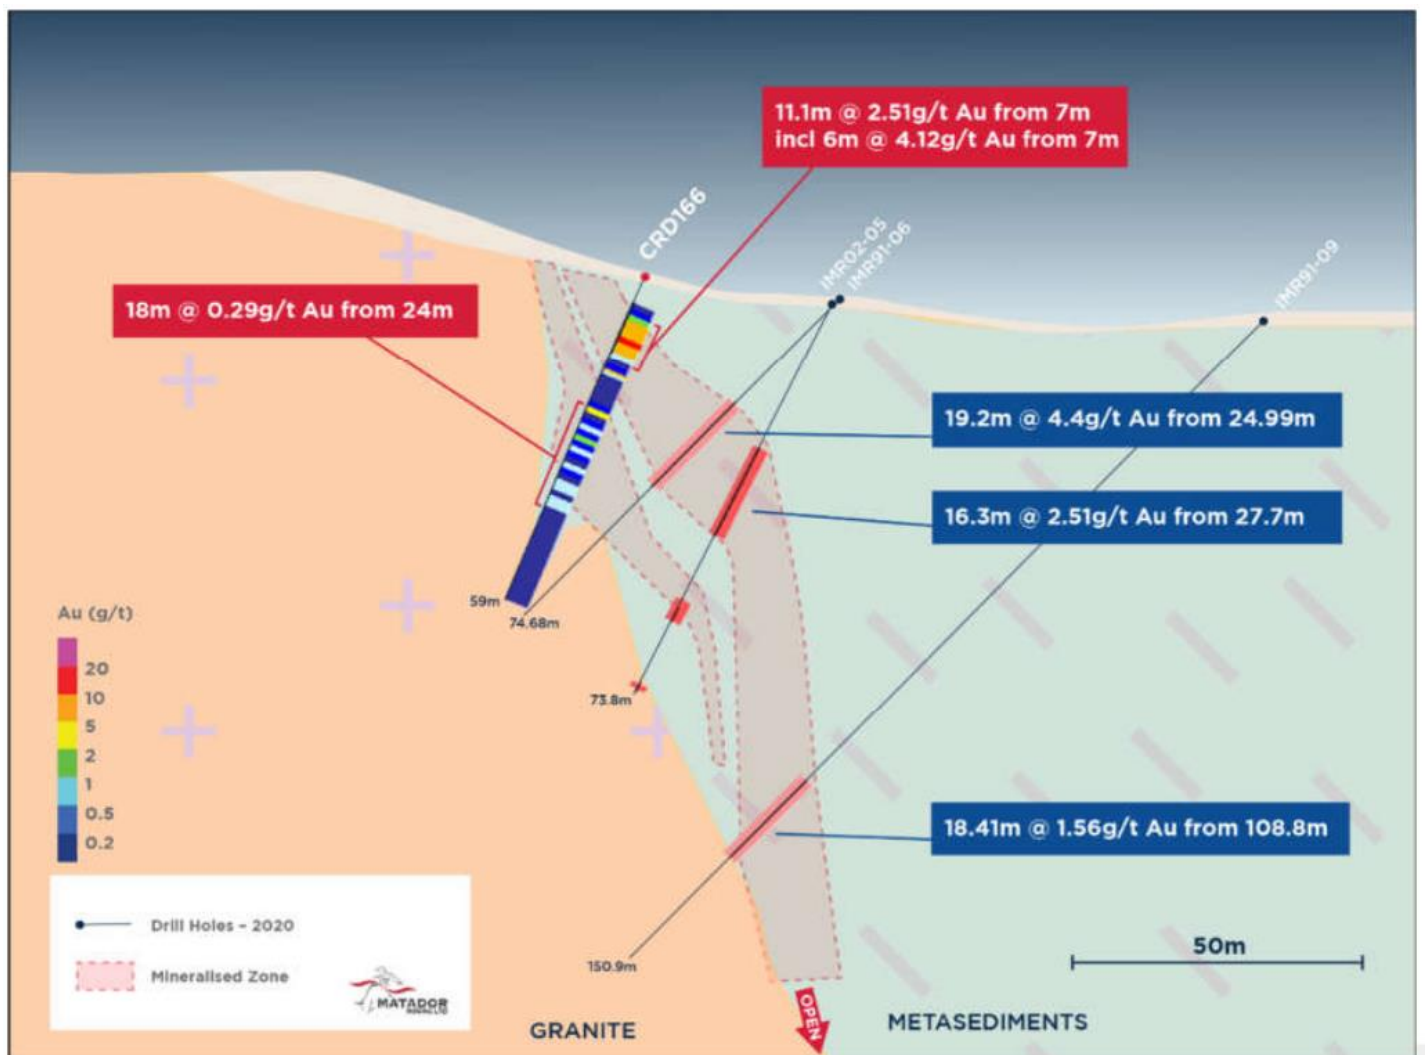 11.1m @ 2.51g/t Au from 7m
incl 6m @ 4.12g/t Au from 7m
CRD166
IMR02-05
IMR91-06
IMR91-09
18m @ 0.29g/t Au from 24m
19.2m @ 4.4g/t Au from 24.99m
16.3m @ 2.51g/t Au from 27.7m
59m
74.68m
73.8m
Au (g/t)
20
10
5
2
1
0.5
0.2
18.41m @ 1.56g/t Au from 108.8m
150.9m
50m
Drill Holes – 2020
Mineralised Zone
MATADOR
MINING LTD
OPEN
GRANITE
METASEDIMENTS